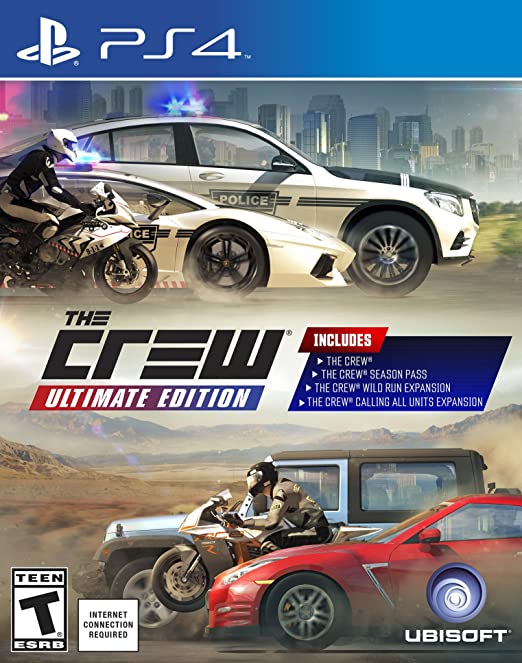 PS4™
POLICE
POLICE
THE
CREW®
ULTIMATE EDITION
INCLUDES
THE CREW®
THE CREW® SEASON PASS
THE CREW® WILD RUN EXPANSION
THE CREW® CALLING ALL UNITS EXPANSION
TEEN
T
ESRB
INTERNET
CONNECTION
REQUIRED
UBISOFT®